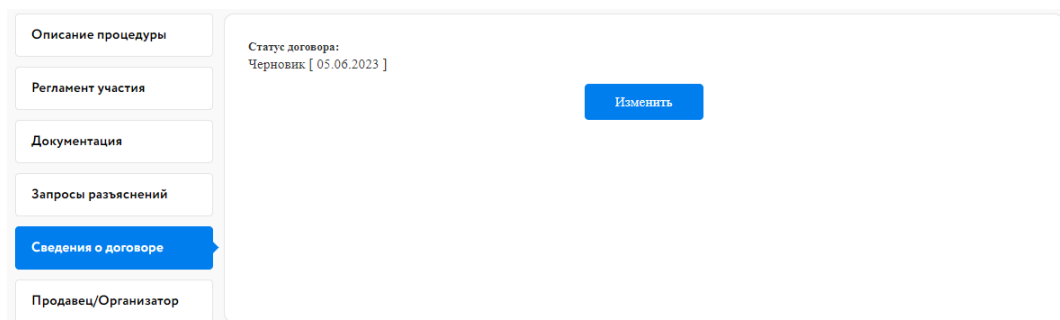 Описание процедуры
Регламент участия
Документация
Запросы разъяснений
Сведения о договоре
Продавец/Организатор
Статус договора:
Черновик [ 05.06.2023 ]
Изменить